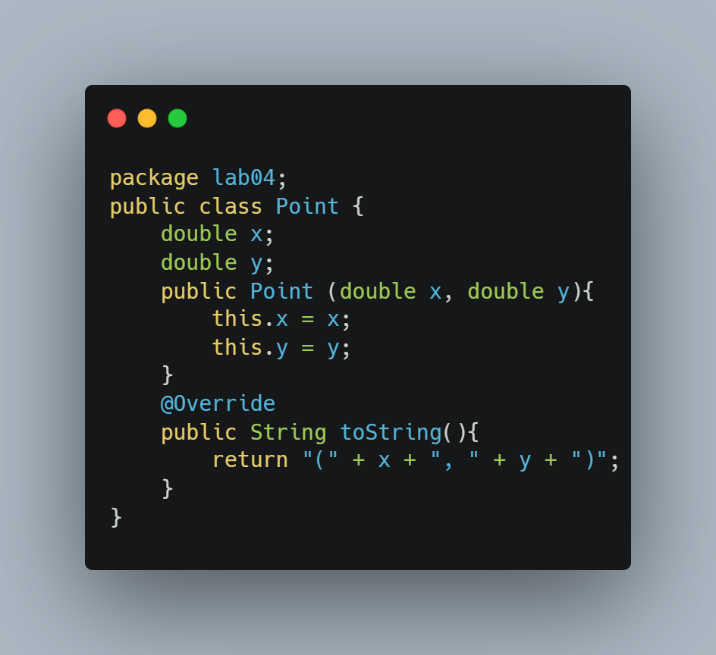 package lab04;
public class Point {
    double x;
    double y;
    public Point (double x, double y){
        this.x = x;
        this.y = y;
    }
    @Override
    public String toString(){
        return "(" + x + ", " + y + ")";
    }
}